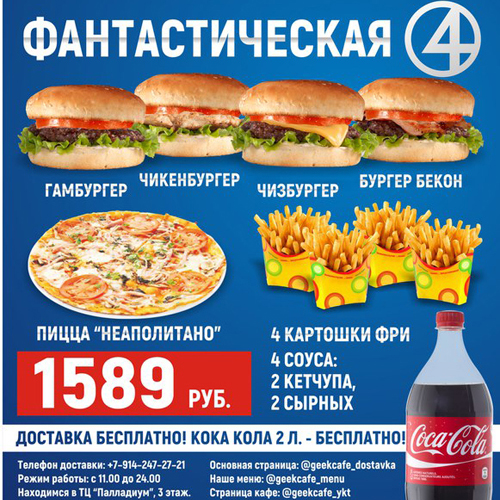 ФАНТАСТИЧЕСКАЯ 4
ГАМБУРГЕР
ЧИКЕНБУРГЕР
ЧИЗБУРГЕР
БУРГЕР БЕКОН
ПИЦЦА “НЕАПОЛИТАНО”
1589 РУБ.
4 КАРТОШКИ ФРИ
4 СОУСА:
2 КЕТЧУПА,
2 СЫРНЫХ
Coca-Cola
ДОСТАВКА БЕСПЛАТНО! КОКА КОЛА 2 Л. - БЕСПЛАТНО!
Телефон доставки: +7-914-247-27-21
Режим работы: с 11.00 до 24.00
Находимся в ТЦ “Палладиум”, 3 этаж.
Основная страница: @geekcafe_dostavka
Наше меню: @geekcafe_menu
Страница кафе: @geekcafe_ykt